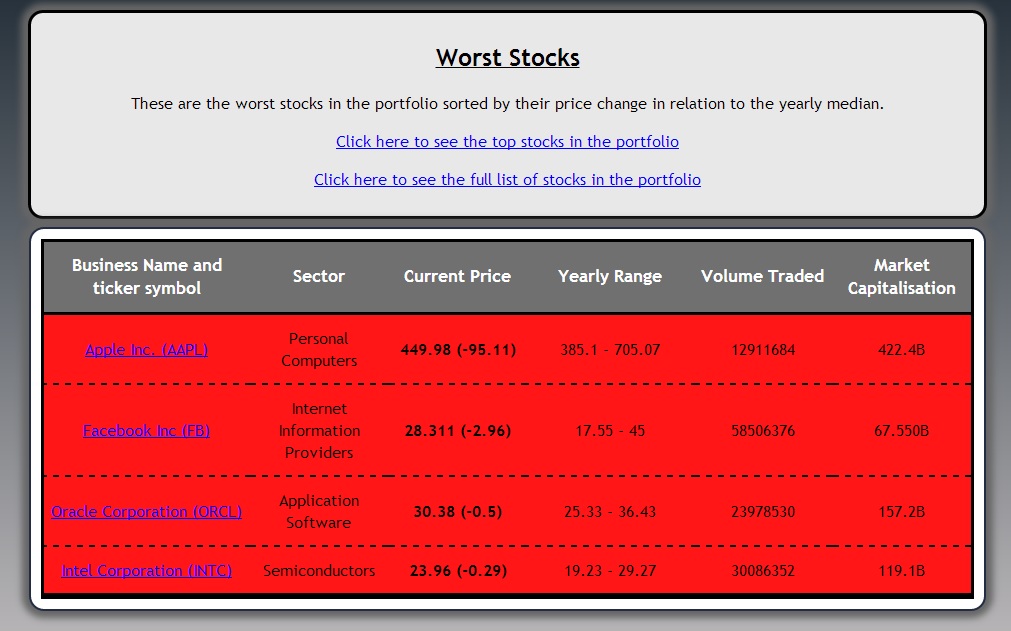 Worst Stocks
These are the worst stocks in the portfolio sorted by their price change in relation to the yearly median.
Click here to see the top stocks in the portfolio
Click here to see the full list of stocks in the portfolio
Business Name and
ticker symbol
Sector
Current Price
Yearly Range
Volume Traded
Market
Capitalisation
Apple Inc. (AAPL)
Personal
Computers
449.98 (-95.11)
385.1 - 705.07
12911684
422.4B
Facebook Inc (FB)
Internet
Information
Providers
28.311 (-2.96)
17.55 - 45
58506376
67.550B
Oracle Corporation (ORCL)
Application
Software
30.38 (-0.5)
25.33 - 36.43
23978530
157.2B
Intel Corporation (INTC)
Semiconductors
23.96 (-0.29)
19.23 - 29.27
30086352
119.1B